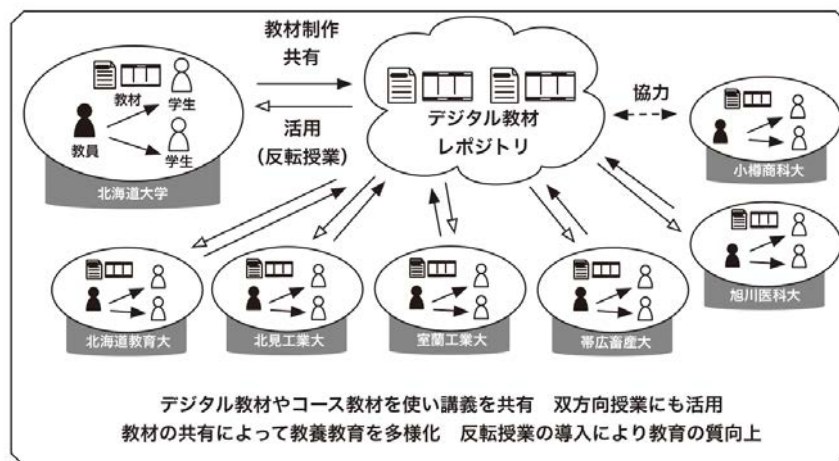 教材制作
共有
教材
学生
教員
学生
北海道大学
活用
(反転授業)
デジタル教材
レポジトリ
協力
小樽商科大
旭川医科大
北海道教育大
北見工業大
室蘭工業大
帯広畜産大
デジタル教材やコース教材を使い講義を共有　双方向授業にも活用
教材の共有によって教養教育を多様化　反転授業の導入により教育の質向上